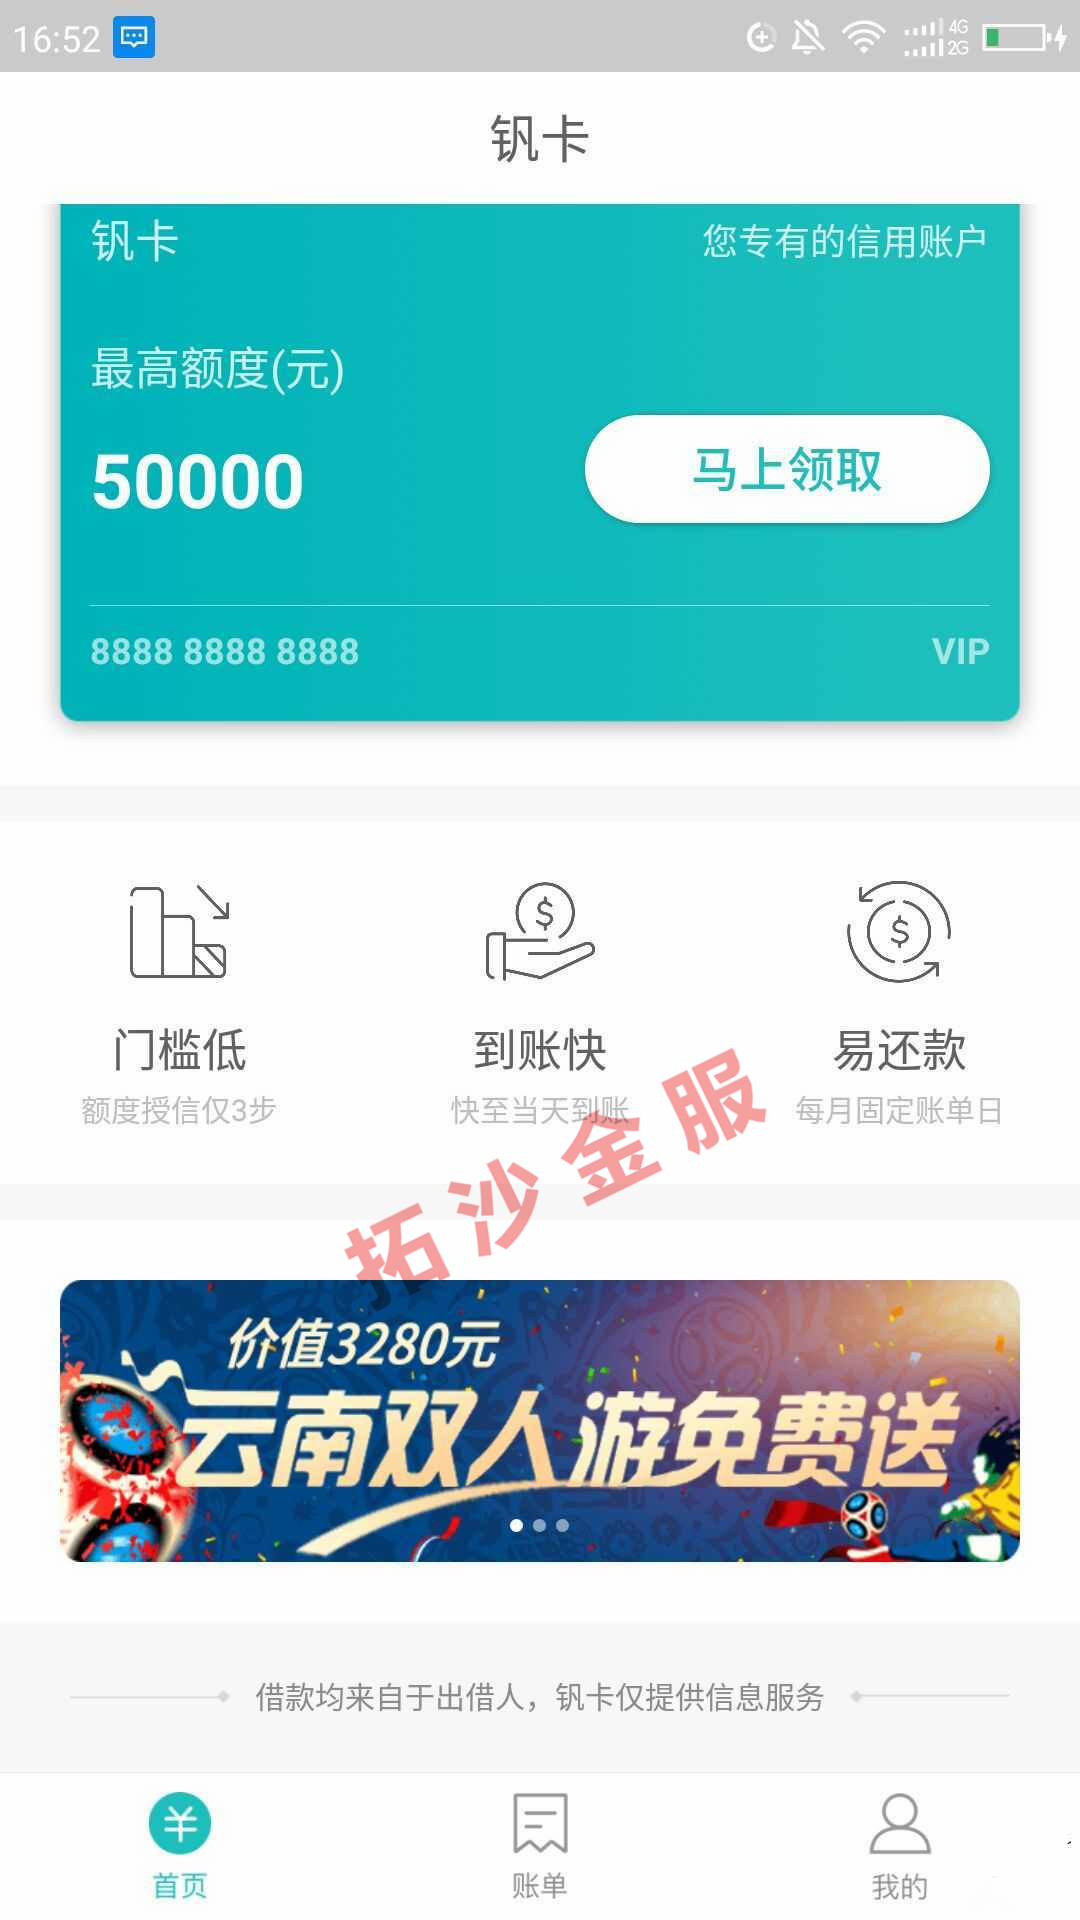 16:52
4G
2G
钒卡
钒卡
您专有的信用账户
最高额度(元)
50000
马上领取
8888 8888 8888
VIP
门槛低
到账快
易还款
额度授信仅3步
快至当天到账
每月固定账单日
拓沙金服
价值3280元
云南双人游免费送
借款均来自于出借人，钒卡仅提供信息服务
首页
账单
我的